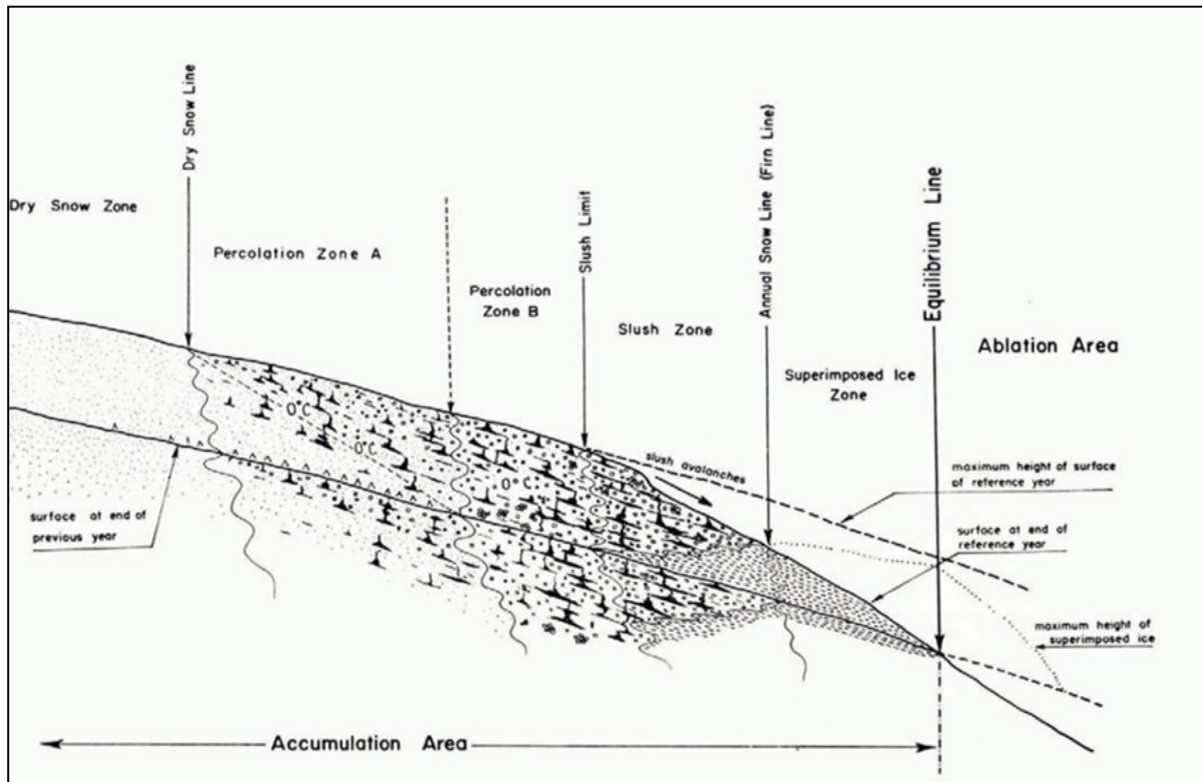 Dry Snow Line
Dry Snow Zone
Percolation Zone A
Percolation
Zone B
Slush Limit
Slush Zone
Annual Snow Line (Firn Line)
Superimposed Ice
Zone
Equilibrium Line
Ablation Area
0°C
0°C
0°C
slush avalanches
maximum height of surface
of reference year
surface at end of
previous year
surface at end of
reference year
maximum height of
superimposed ice
Accumulation Area